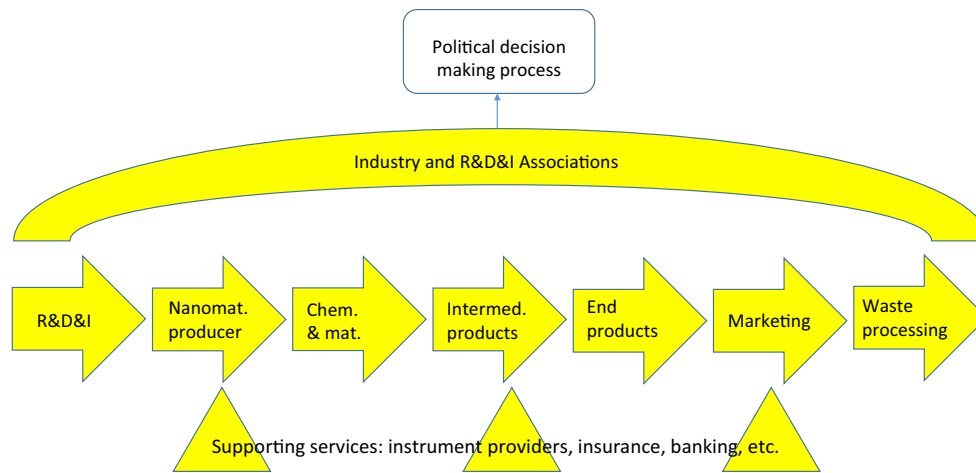 Political decision
making process
Industry and R&D&I Associations
R&D&I
Nanomat.
producer
Chem.
& mat.
Intermed.
products
End
products
Marketing
Waste
processing
Supporting services: instrument providers, insurance, banking, etc.